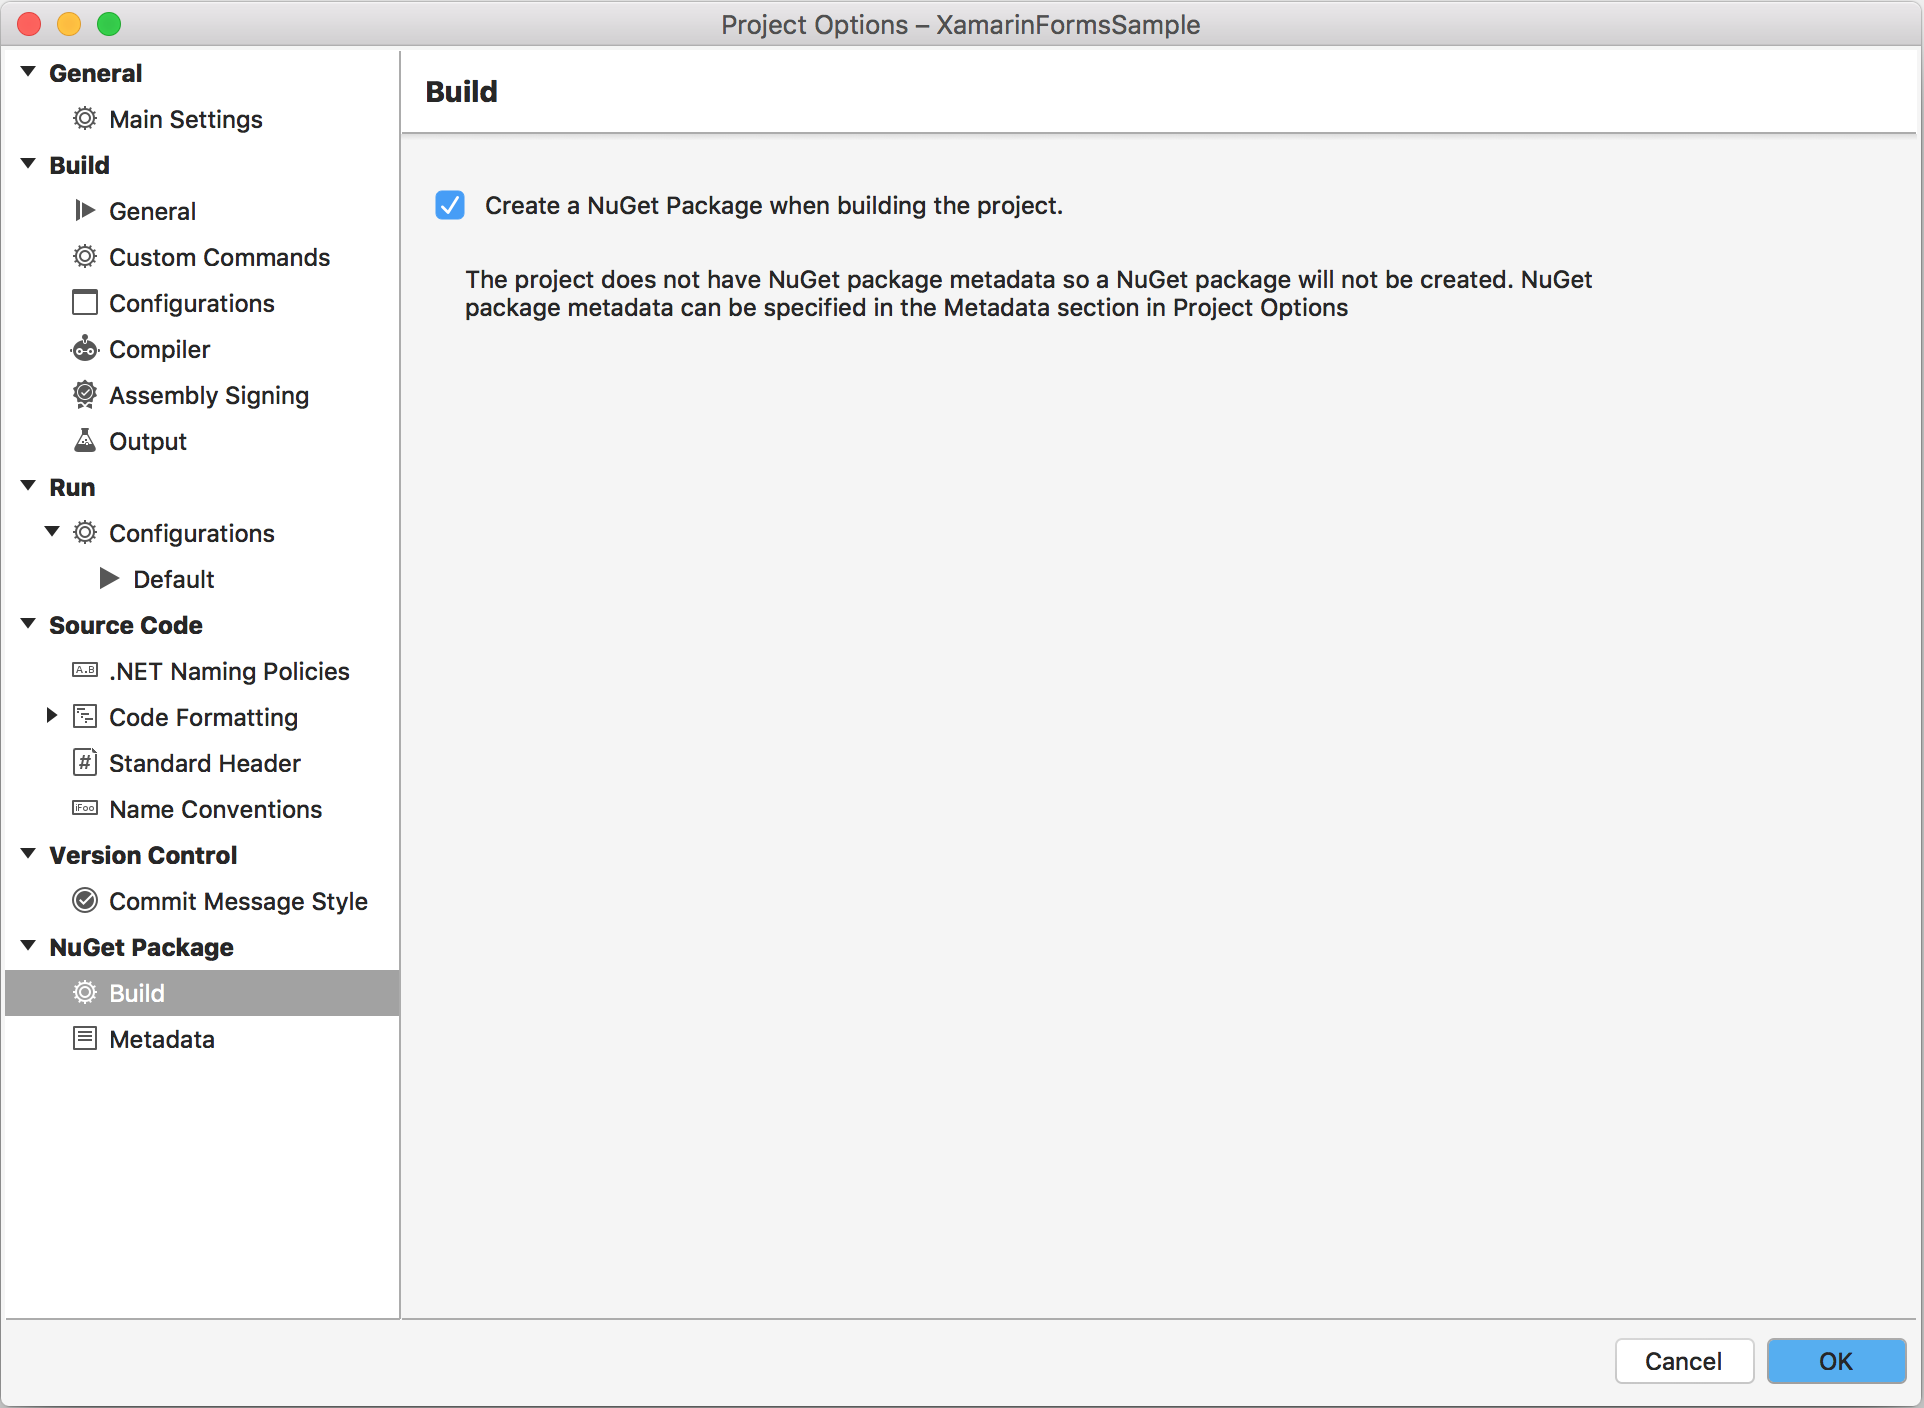 Project Options – XamarinFormsSample
General
Main Settings
Build
General
Custom Commands
Configurations
Compiler
Assembly Signing
Output
Run
Configurations
Default
Source Code
A.B .NET Naming Policies
Code Formatting
# Standard Header
iFoo Name Conventions
Version Control
Commit Message Style
NuGet Package
Build
Metadata
Build
Create a NuGet Package when building the project.
The project does not have NuGet package metadata so a NuGet package will not be created. NuGet
package metadata can be specified in the Metadata section in Project Options
Cancel
OK